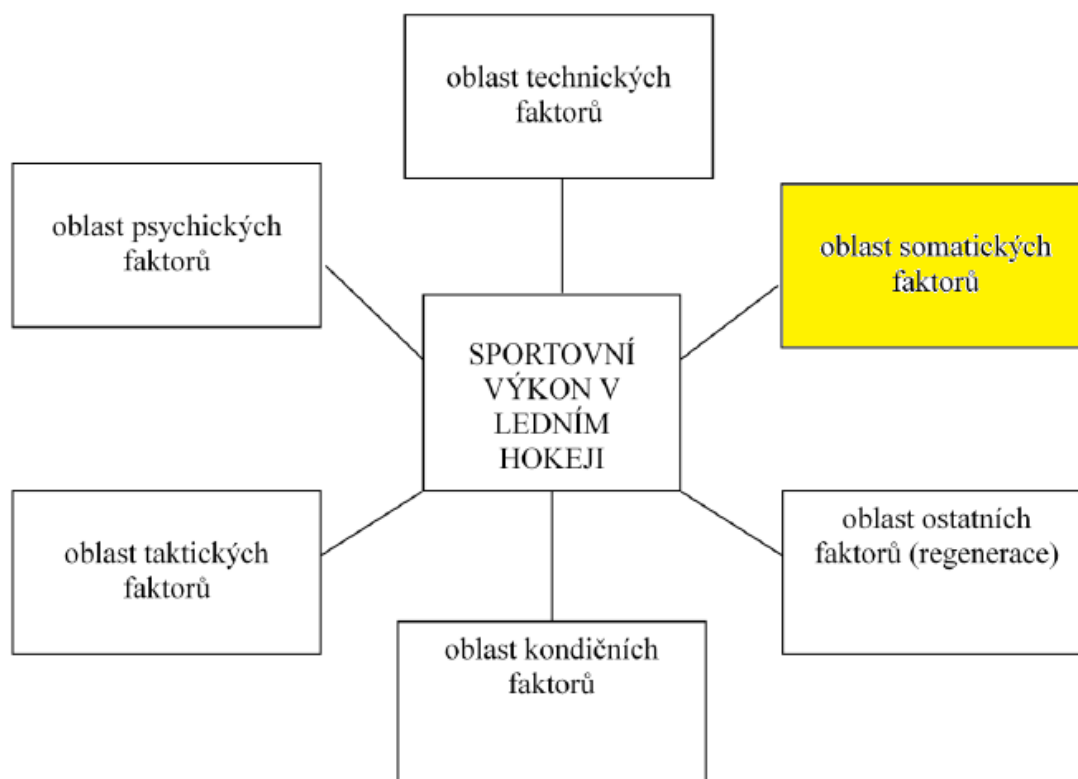 oblast technických
faktorů
oblast psychických
faktorů
oblast somatických
faktorů
SPORTOVNÍ
VÝKON V
LEDNÍM
HOKEJI
oblast taktických
faktorů
oblast ostatních
faktorů (regenerace)
oblast kondičních
faktorů